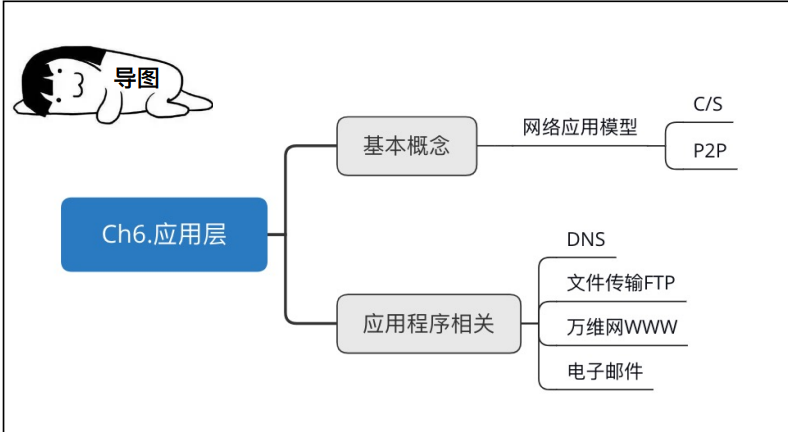 导图
Ch6.应用层
基本概念
网络应用模型
C/S
P2P
应用程序相关
DNS
文件传输FTP
万维网WWW
电子邮件